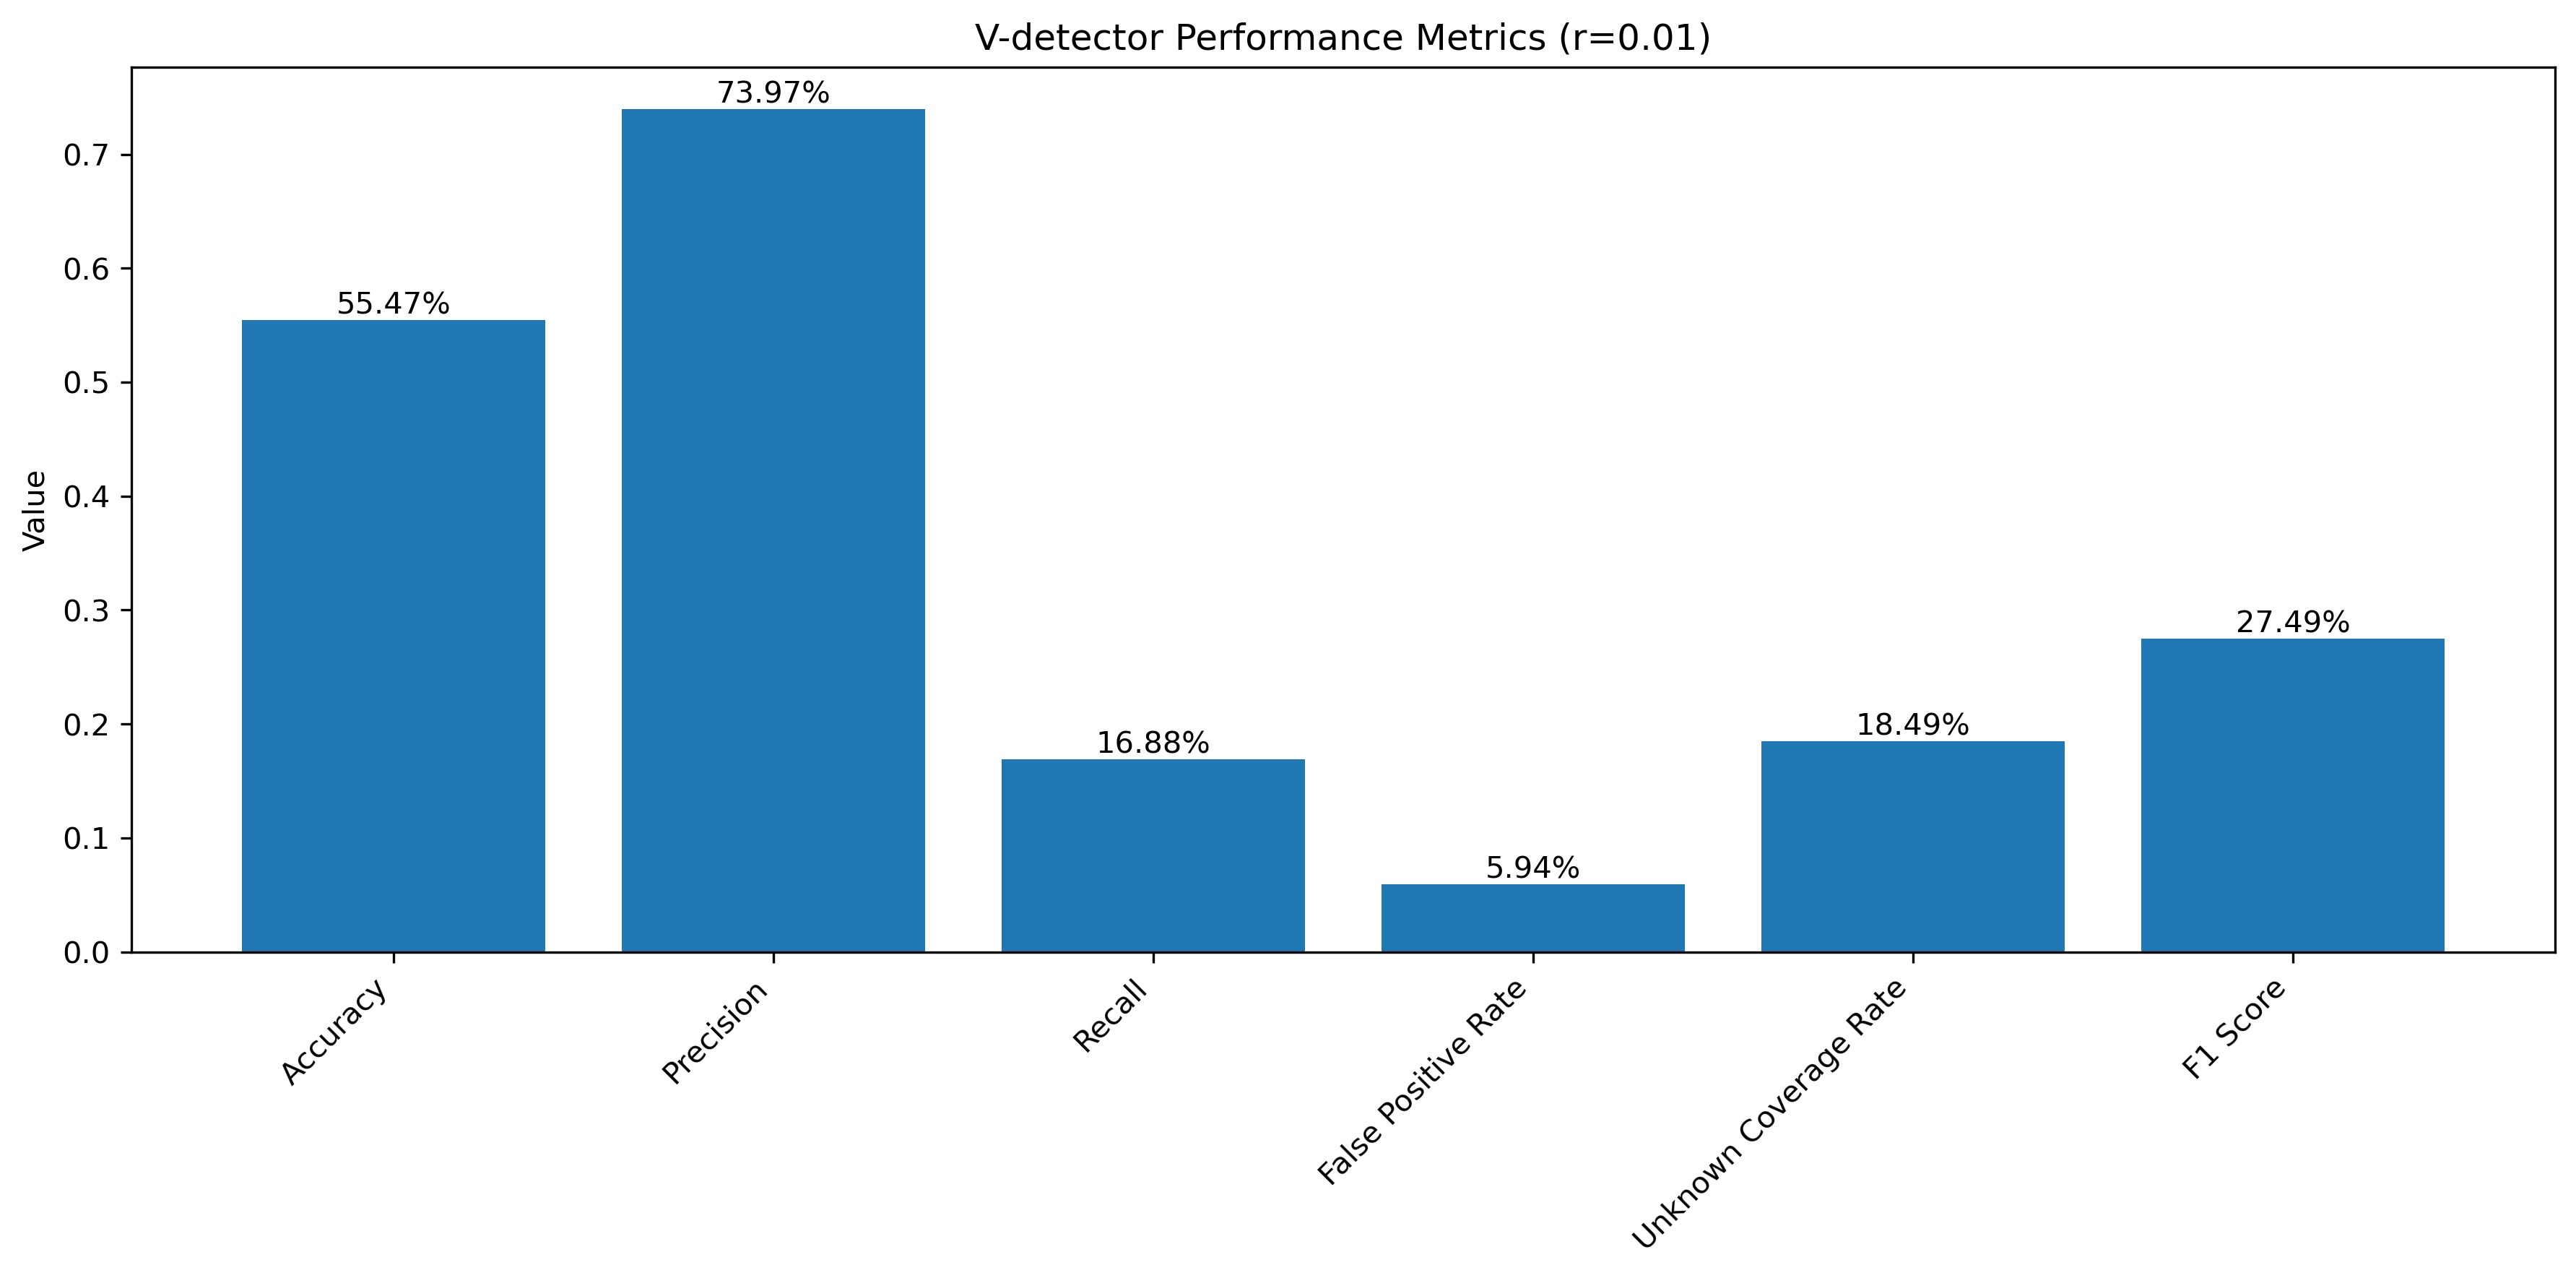 V-detector Performance Metrics (r=0.01)
Value
0.7
0.6
0.5
0.4
0.3
0.2
0.1
0.0
55.47%
73.97%
16.88%
5.94%
18.49%
27.49%
Accuracy
Precision
Recall
False Positive Rate
Unknown Coverage Rate
F1 Score